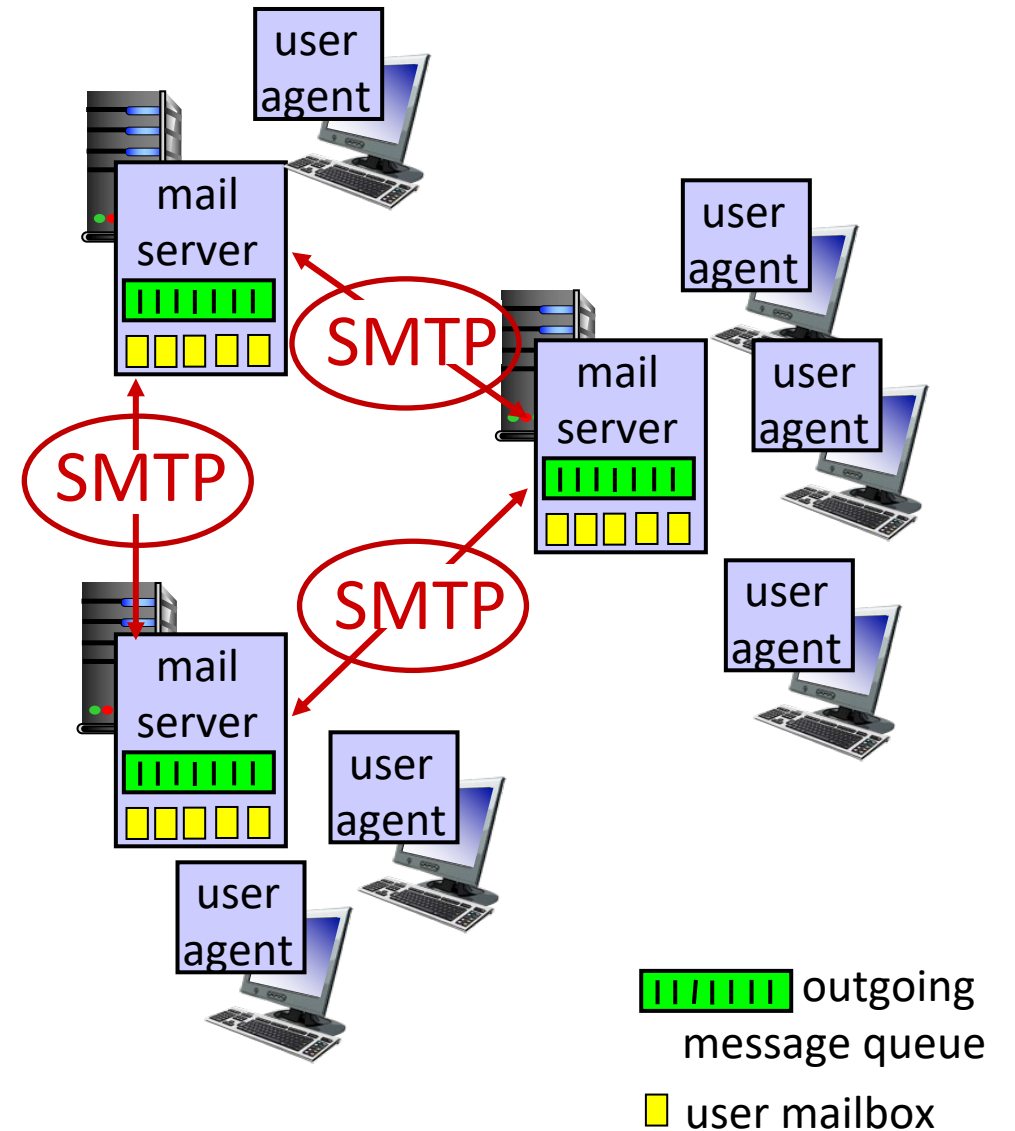 user
agent
mail
server
SMTP
user
agent
mail
server
user
agent
SMTP
SMTP
user
agent
mail
server
user
agent
user
agent
outgoing
message queue
user mailbox